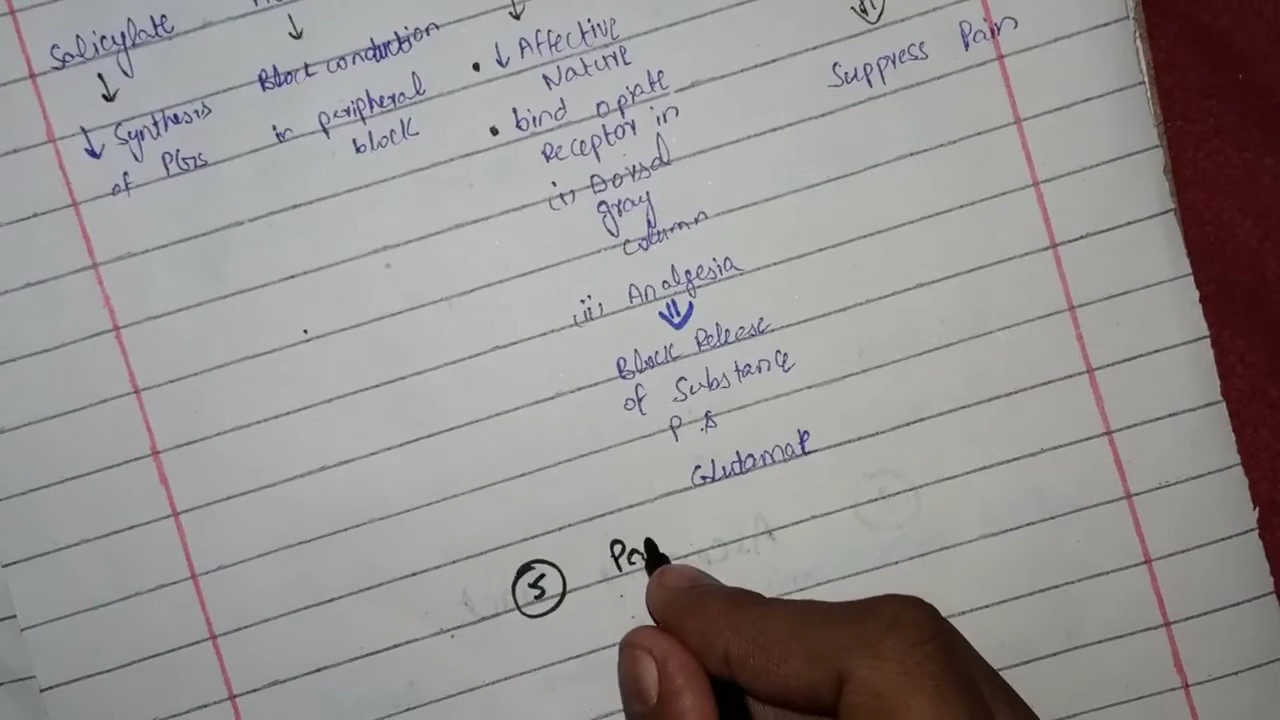 Salicylate
↓
↓ Synthesis
of PGs
↓
Block conduction
in peripheral
block
↓
• ↓ Affective
Nature
• bind opiate
receptor in
(i) Dorsal
gray
column
(ii) Analgesia
⇓
Block Release
of Substance
P &
Glutamate
⇓
Suppress Pain
(5)